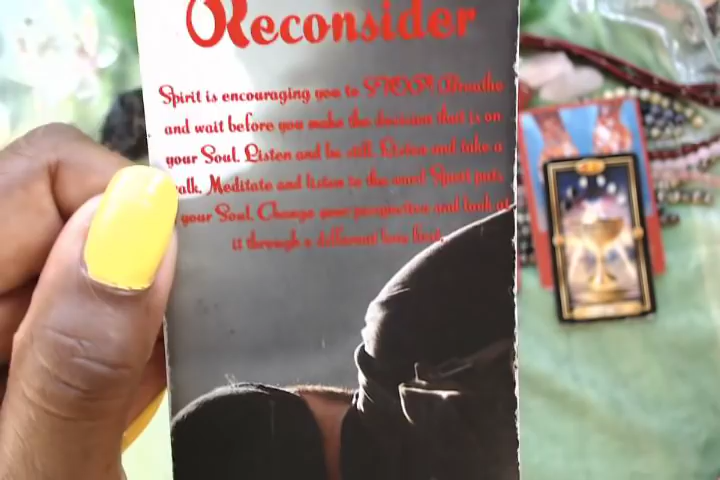 Reconsider
Spirit is encouraging you to STOP! Breathe
and wait before you make the decision that is on
your Soul. Listen and be still. Listen and take a
alk. Meditate and listen to the word Spirit puts
your Soul. Change your perspective and look at
it through a different lens first.